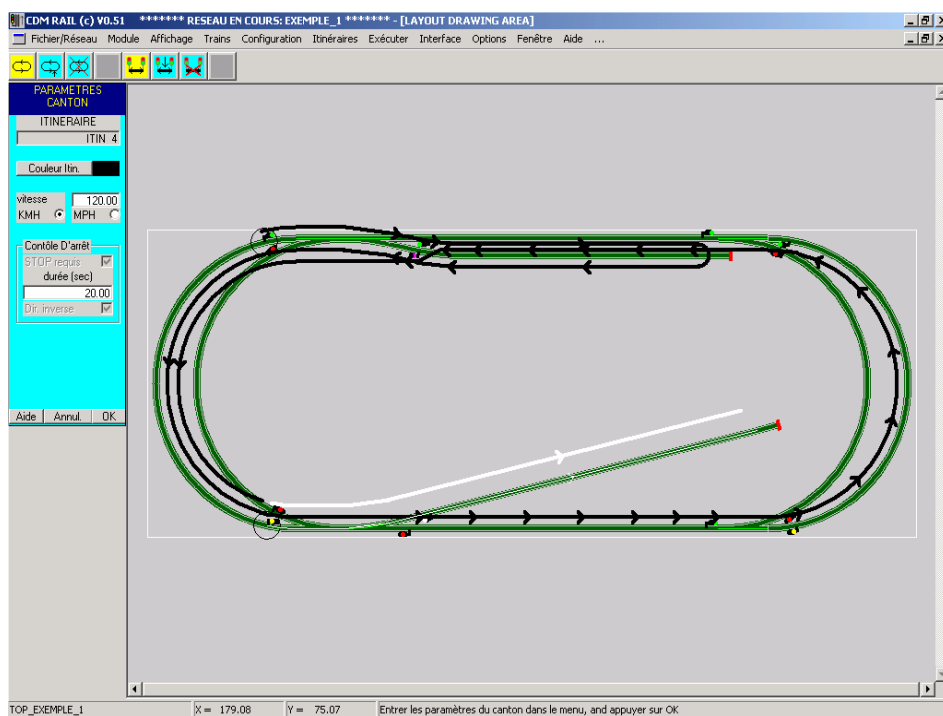 CDM RAIL (c) V0.51 ******* RESEAU EN COURS: EXEMPLE_1 ******* - [LAYOUT DRAWING AREA]
Fichier/Réseau Module Affichage Trains Configuration Itinéraires Exécuter Interface Options Fenêtre Aide ...
PARAMETRES
CANTON
ITINERAIRE
ITIN 4
Couleur Itin.
vitesse 120.00
KMH MPH
Contôle D'arrêt
STOP requis
durée (sec)
20.00
Dir. inverse
Aide Annul. OK
TOP_EXEMPLE_1 X = 179.08 Y = 75.07 Entrer les paramètres du canton dans le menu, and appuyer sur OK